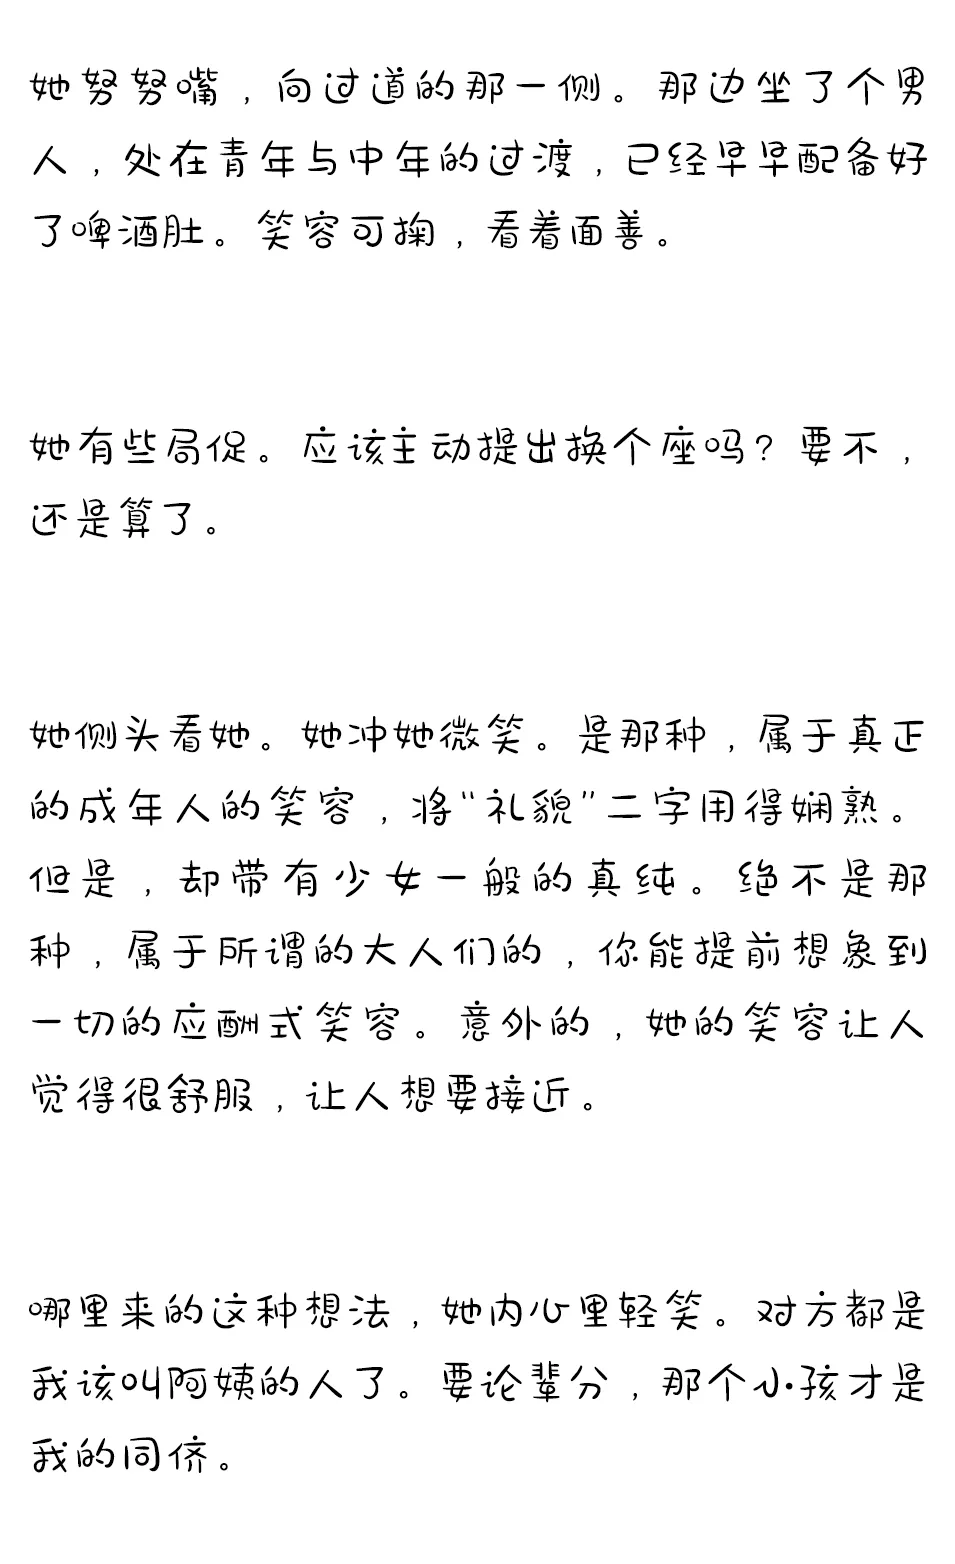 她努努嘴，向过道的那一侧。那边坐了个男
人，处在青年与中年的过渡，已经早早配备好
了啤酒肚。笑容可掬，看着面善。
她有些局促。应该主动提出换个座吗？要不，
还是算了。
她侧头看她。她冲她微笑。是那种，属于真正
的成年人的笑容，将“礼貌”二字用得娴熟。
但是，却带有少女一般的真纯。绝不是那
种，属于所谓的大人们的，你能提前想象到
一切的应酬式笑容。意外的，她的笑容让人
觉得很舒服，让人想要接近。
哪里来的这种想法，她内心里轻笑。对方都是
我该叫阿姨的人了。要论辈分，那个小孩才是
我的同侪。